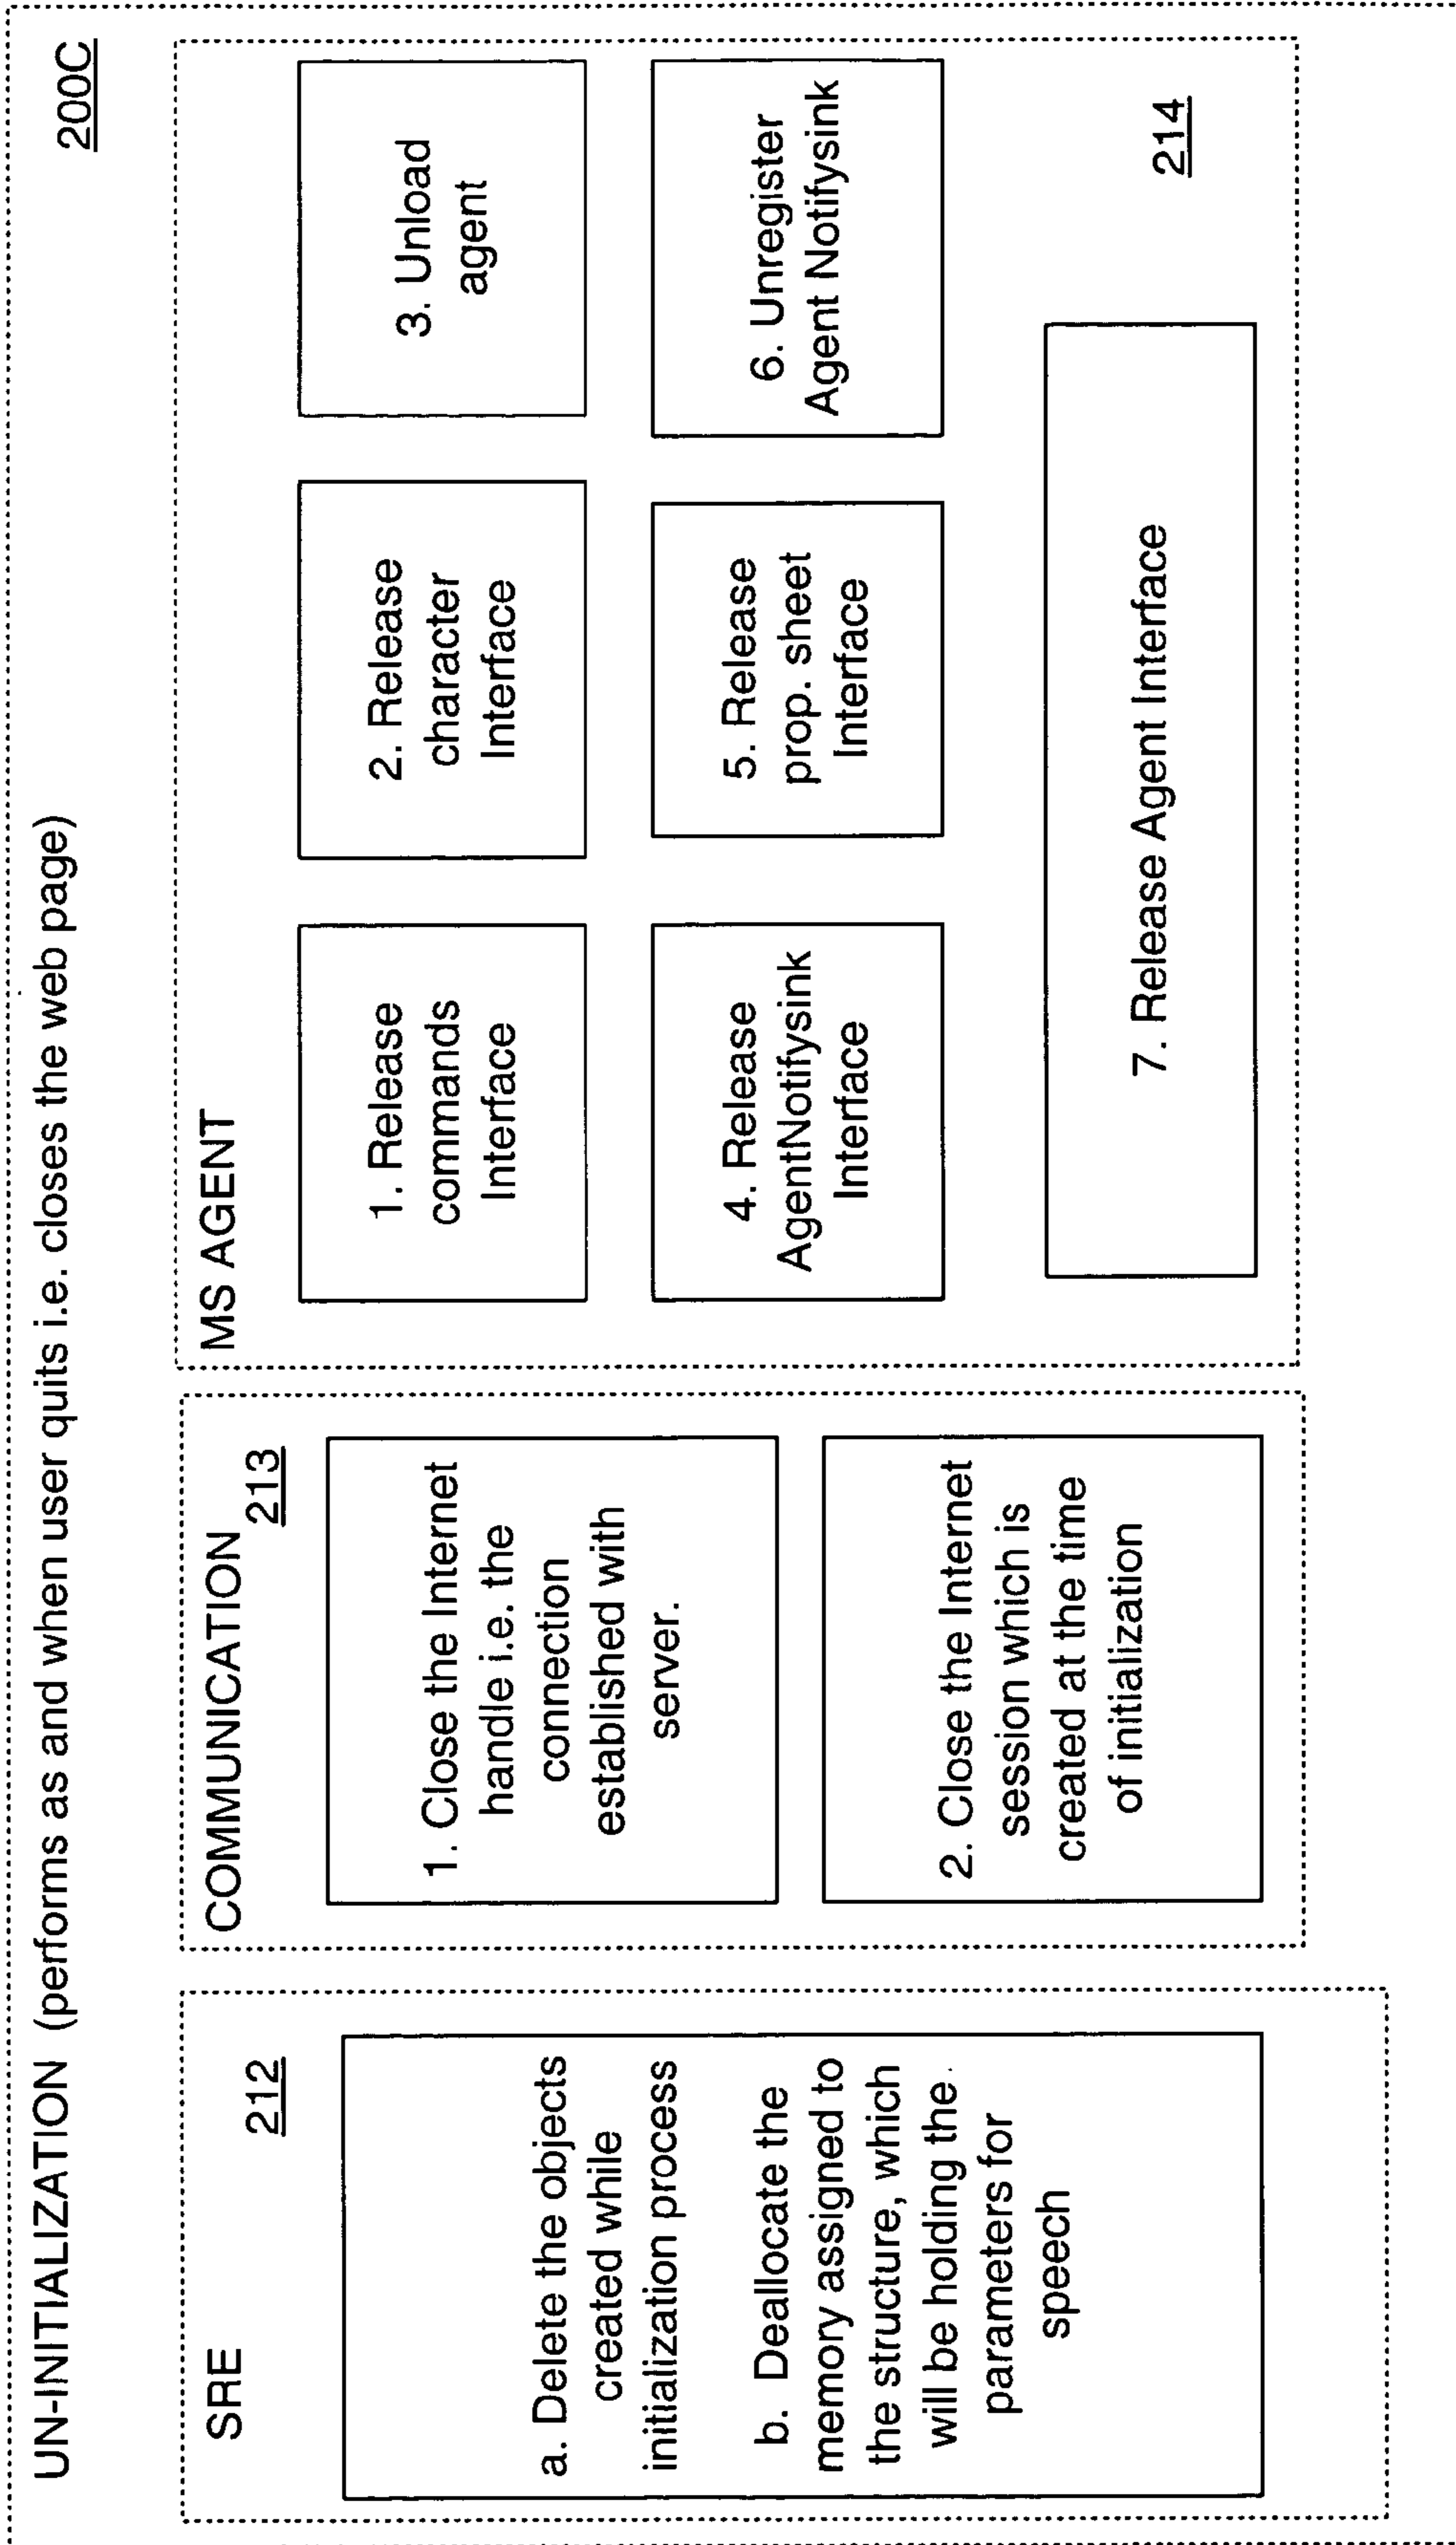 UN-INITIALIZATION (performs as and when user quits i.e. closes the web page)
200C
SRE
212
a. Delete the objects
created while
initialization process
b. Deallocate the
memory assigned to
the structure, which
will be holding the
parameters for
speech
COMMUNICATION
213
1. Close the Internet
handle i.e. the
connection
established with
server.
2. Close the Internet
session which is
created at the time
of initialization
MS AGENT
1. Release
commands
Interface
2. Release
character
Interface
3. Unload
agent
4. Release
AgentNotifysink
Interface
5. Release
prop. sheet
Interface
6. Unregister
Agent Notifysink
7. Release Agent Interface
214